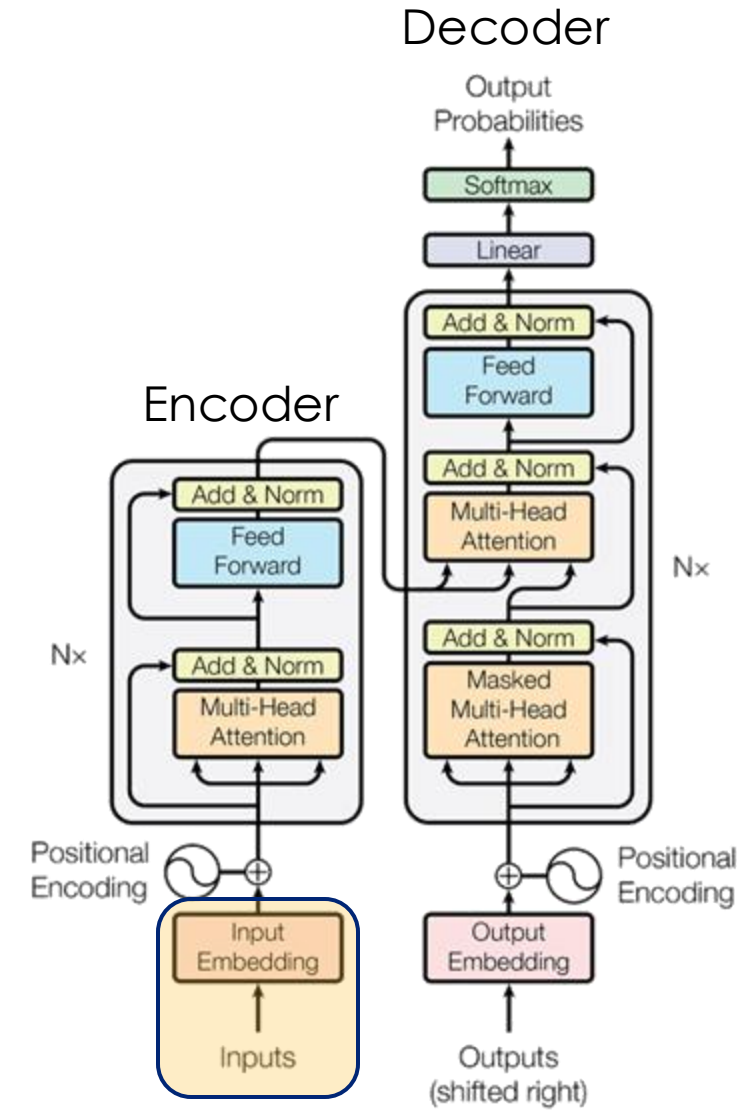 Decoder
Output
Probabilities
Softmax
Linear
Add & Norm
Feed
Forward
Add & Norm
Multi-Head
Attention
Nx
Add & Norm
Masked
Multi-Head
Attention
Positional
Encoding
Output
Embedding
Outputs
(shifted right)
Encoder
Add & Norm
Feed
Forward
Nx
Add & Norm
Multi-Head
Attention
Positional
Encoding
Input
Embedding
Inputs